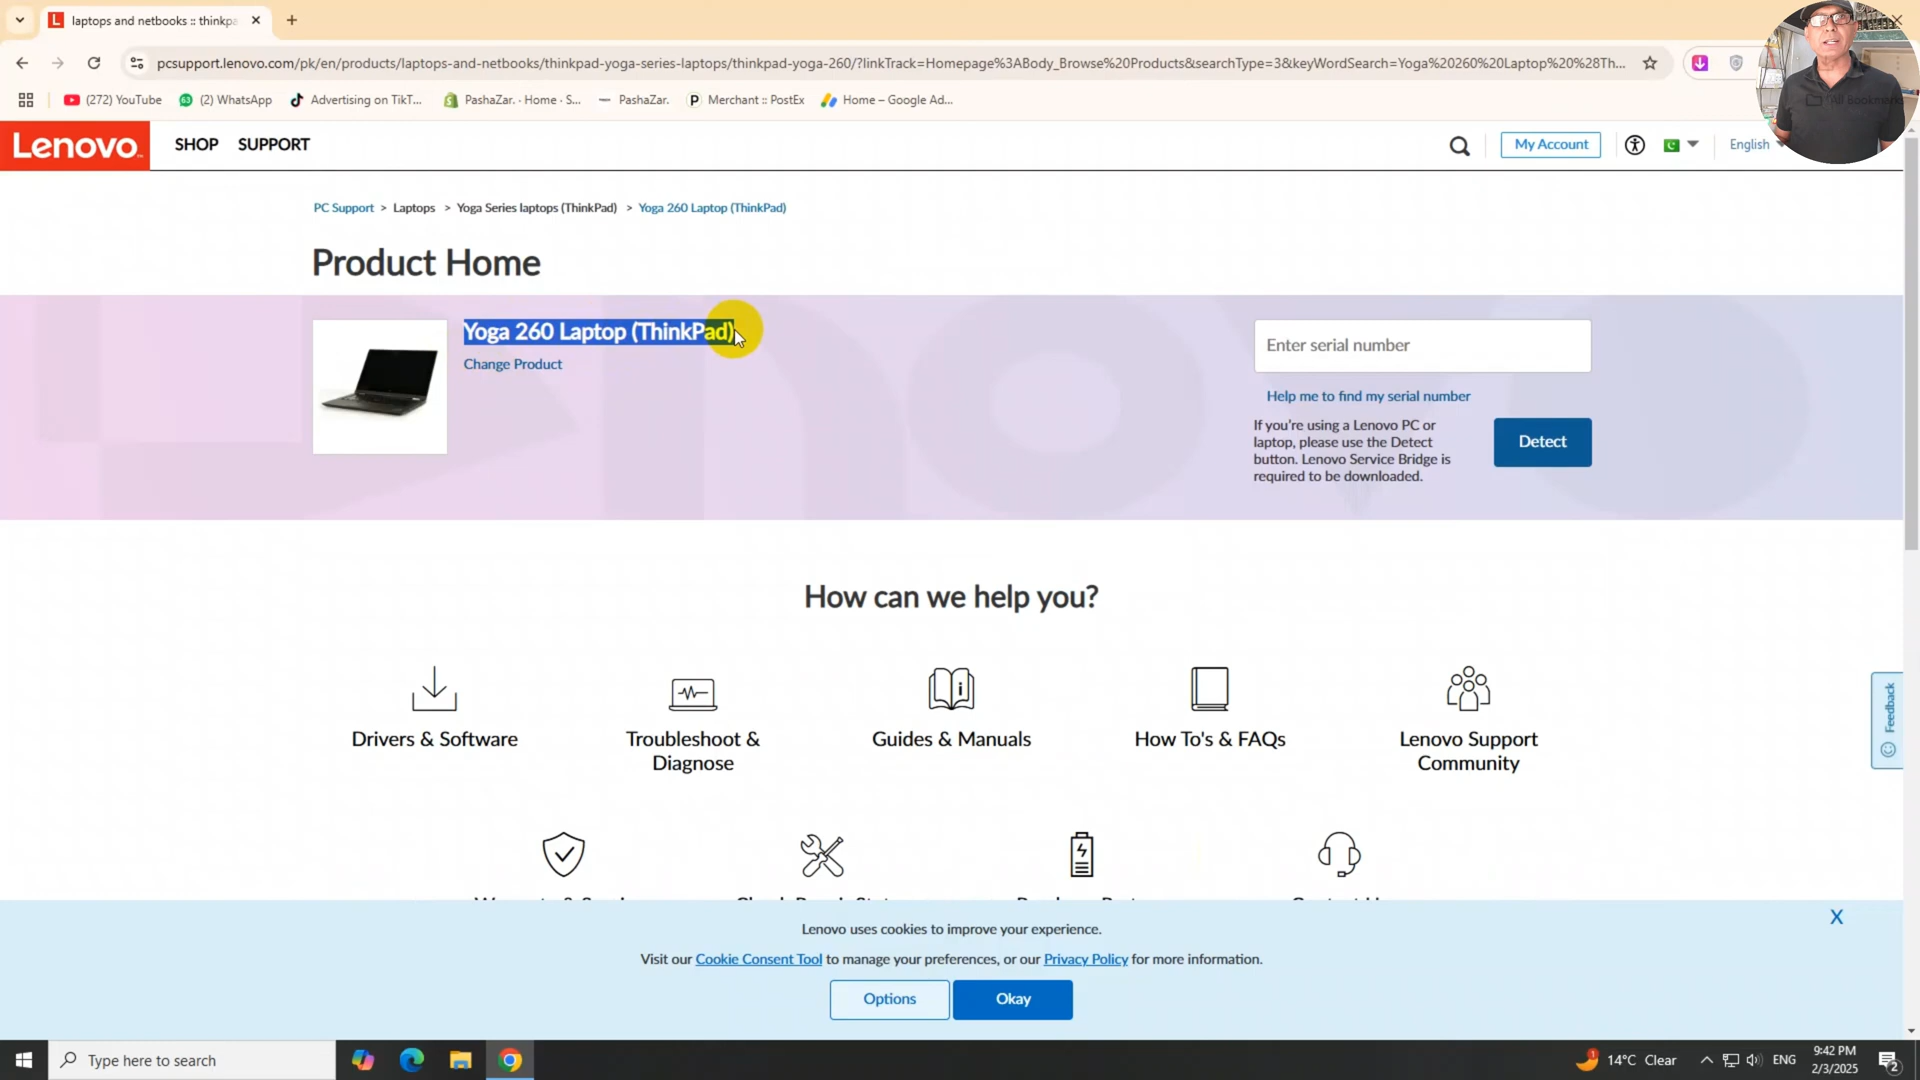 laptops and netbooks :: thinkpa
pcsupport.lenovo.com/pk/en/products/laptops-and-netbooks/thinkpad-yoga-series-laptops/thinkpad-yoga-260/?linkTrack=Homepage%3ABody_Browse%20Products&searchType=3&keyWordSearch=Yoga%20260%20Laptop%20%28Th...
(272) YouTube
(2) WhatsApp
Advertising on TikT...
PashaZar. · Home · S...
PashaZar.
Merchant :: PostEx
Home – Google Ad...
All Bookmarks
Lenovo
SHOP
SUPPORT
My Account
English
PC Support > Laptops > Yoga Series laptops (ThinkPad) > Yoga 260 Laptop (ThinkPad)
Product Home
Yoga 260 Laptop (ThinkPad)
Change Product
Enter serial number
Help me to find my serial number
If you're using a Lenovo PC or
laptop, please use the Detect
button. Lenovo Service Bridge is
required to be downloaded.
Detect
How can we help you?
Drivers & Software
Troubleshoot &
Diagnose
Guides & Manuals
How To's & FAQs
Lenovo Support
Community
Feedback
Lenovo uses cookies to improve your experience.
Visit our Cookie Consent Tool to manage your preferences, or our Privacy Policy for more information.
X
Options
Okay
Type here to search
14°C Clear
ENG
9:42 PM
2/3/2025
2